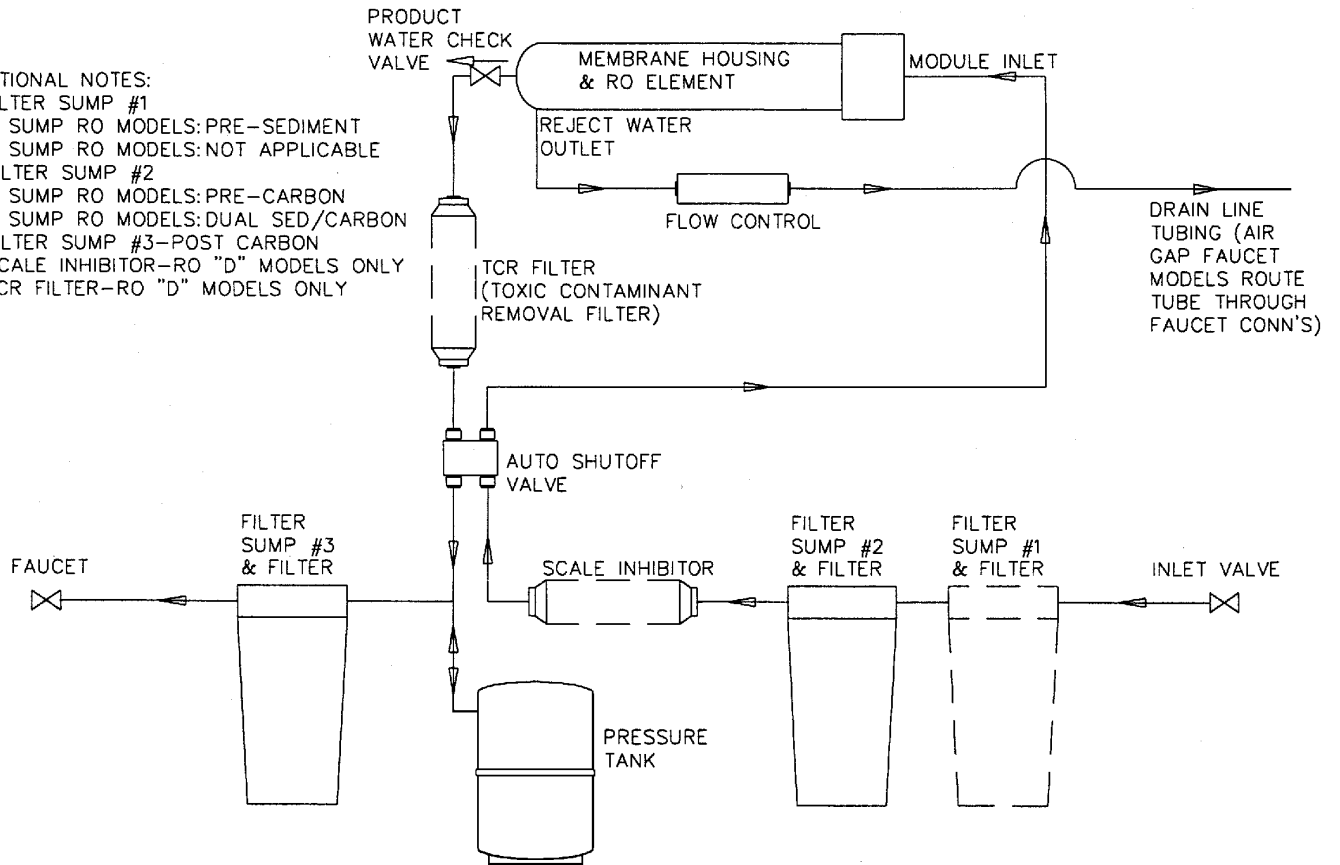 PRODUCT
WATER CHECK
VALVE
MEMBRANE HOUSING
& RO ELEMENT
MODULE INLET
TIONAL NOTES:
LTER SUMP #1
SUMP RO MODELS: PRE-SEDIMENT
SUMP RO MODELS: NOT APPLICABLE
ILTER SUMP #2
SUMP RO MODELS: PRE-CARBON
SUMP RO MODELS: DUAL SED/CARBON
LTER SUMP #3-POST CARBON
CALE INHIBITOR-RO "D" MODELS ONLY
CR FILTER-RO "D" MODELS ONLY
REJECT WATER
OUTLET
FLOW CONTROL
DRAIN LINE
TUBING (AIR
GAP FAUCET
MODELS ROUTE
TUBE THROUGH
FAUCET CONN'S)
TCR FILTER
(TOXIC CONTAMINANT
REMOVAL FILTER)
AUTO SHUTOFF
VALVE
FAUCET
FILTER
SUMP #3
& FILTER
SCALE INHIBITOR
FILTER
SUMP #2
& FILTER
FILTER
SUMP #1
& FILTER
INLET VALVE
PRESSURE
TANK